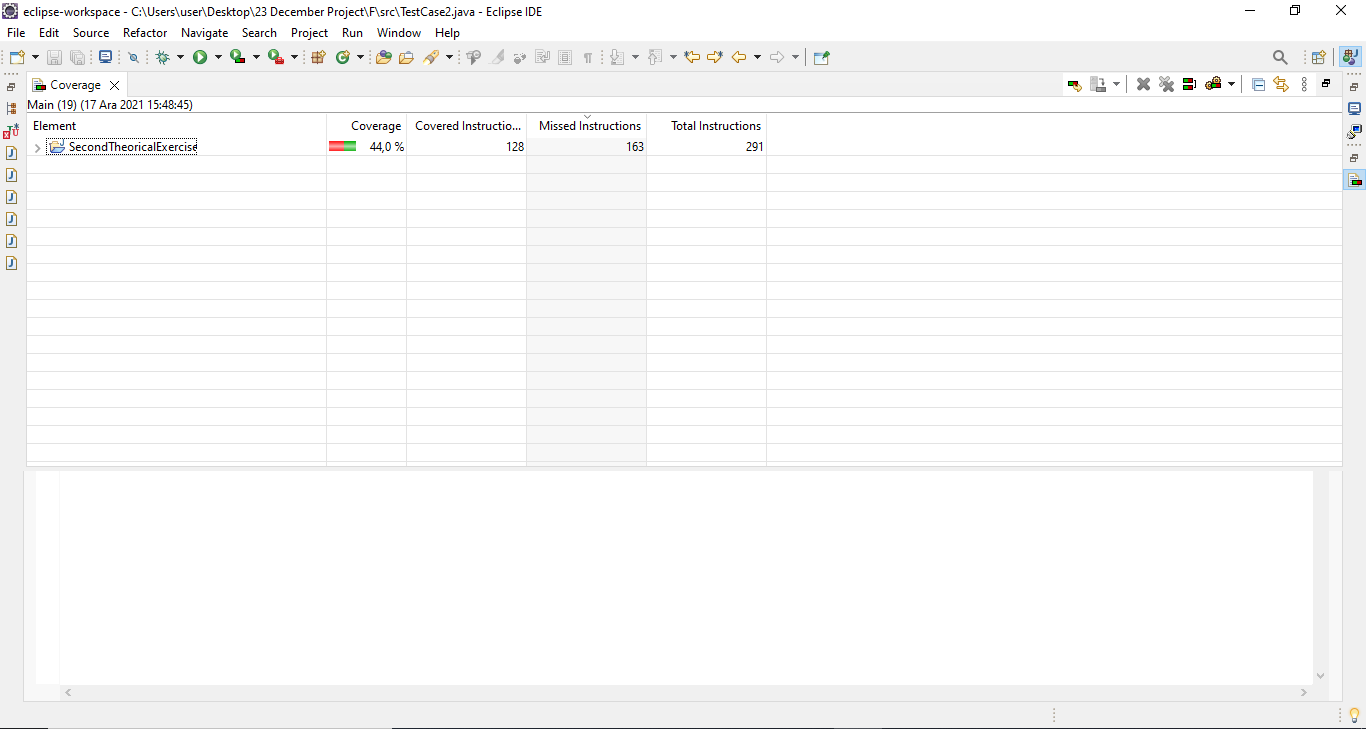 eclipse-workspace - C:\Users\user\Desktop\23 December Project\F\src\TestCase2.java - Eclipse IDE
File Edit Source Refactor Navigate Search Project Run Window Help
Coverage
Main (19) (17 Ara 2021 15:48:45)
Element Coverage Covered Instructio... Missed Instructions Total Instructions
SecondTheoricalExercise 44,0 % 128 163 291